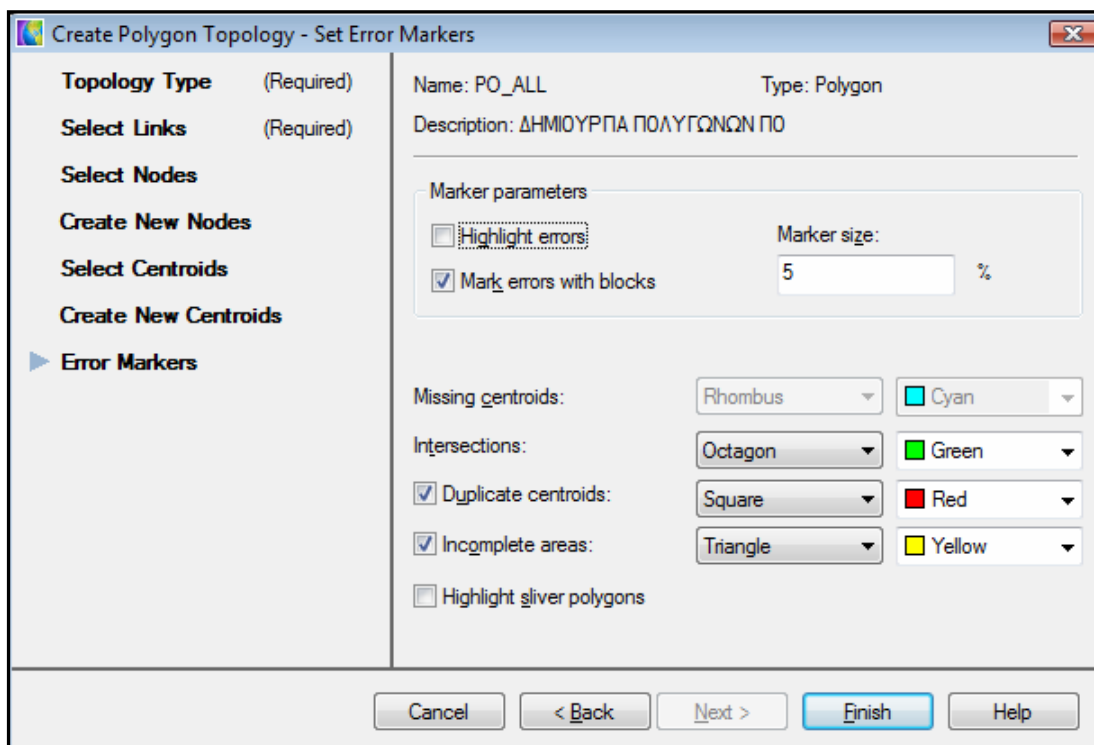 Create Polygon Topology - Set Error Markers
Topology Type (Required)
Select Links (Required)
Select Nodes
Create New Nodes
Select Centroids
Create New Centroids
Error Markers
Name: PO_ALL Type: Polygon
Description: ΔΗΜΙΟΥΡΓΙΑ ΠΟΛΥΓΩΝΩΝ ΠΟ
Marker parameters
Highlight errors
Mark errors with blocks
Marker size:
5 %
Missing centroids: Rhombus Cyan
Intersections: Octagon Green
Duplicate centroids: Square Red
Incomplete areas: Triangle Yellow
Highlight sliver polygons
Cancel < Back Next > Finish Help